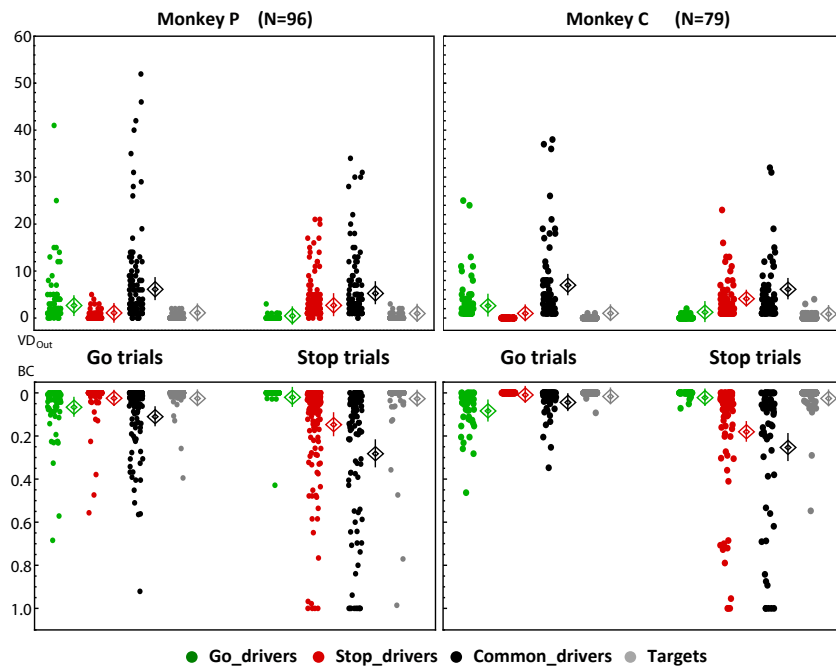 Monkey P (N=96) Monkey C (N=79)
60
50
40
30
20
10
0
VDOut
Go trials Stop trials Go trials Stop trials
BC
0
0.2
0.4
0.6
0.8
1.0
Go_drivers Stop_drivers Common_drivers Targets